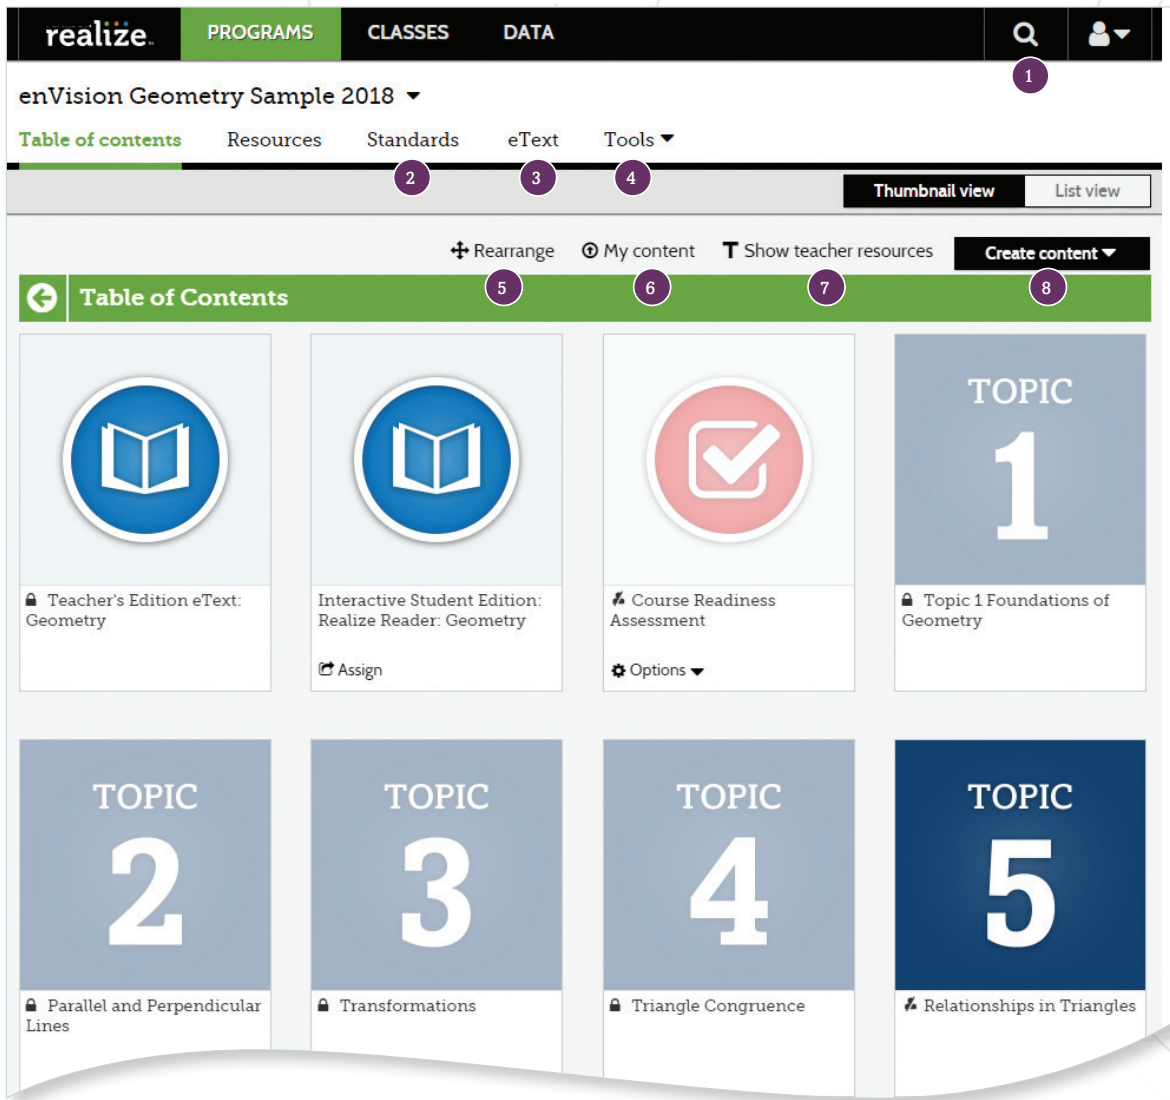 realize.
PROGRAMS
CLASSES
DATA
1
enVision Geometry Sample 2018
Table of contents
Resources
Standards
eText
Tools
2
3
4
Thumbnail view
List view
Rearrange
My content
T Show teacher resources
Create content
5
6
7
8
Table of Contents
TOPIC
1
Teacher's Edition eText:
Geometry
Interactive Student Edition:
Realize Reader: Geometry
Assign
Course Readiness
Assessment
Options
Topic 1 Foundations of
Geometry
TOPIC
2
TOPIC
3
TOPIC
4
TOPIC
5
Parallel and Perpendicular
Lines
Transformations
Triangle Congruence
Relationships in Triangles